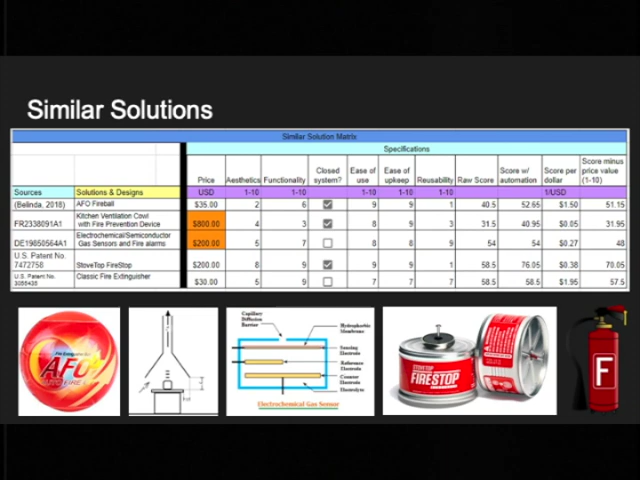 Similar Solutions
Similar Solution Matrix
Specifications
Sources Solutions & Designs Price Aesthetics Functionality Closed system? Ease of use Ease of upkeep Reusability Raw Score Score w/ automation Score per dollar Score minus price value (1-10)
USD 1-10 1-10 1-10 1-10 1-10 1/USD
(Belinda, 2018) AFO Fireball $35.00 2 6 9 9 1 40.5 52.65 $1.50 51.15
FR2338091A1 Kitchen Ventilation Cowl with Fire Prevention Device $800.00 4 3 8 9 3 31.5 40.95 $0.05 31.95
DE19850564A1 Electrochemical/Semiconductor Gas Sensors and Fire alarms $200.00 5 7 8 8 9 54 54 $0.27 48
U.S. Patent No. 7472758 StoveTop FireStop $200.00 8 9 9 9 1 58.5 76.05 $0.38 70.05
U.S. Patent No. Classic Fire Extinguisher $30.00 5 9 7 7 7 58.5 58.5 $1.95 57.5
AFO
Capillary Diffusion Barrier
Hydrophobic Membrane
Sensing Electrode
Reference Electrode
Counter Electrode
Electrolyte
Electrochemical Gas Sensor
STOVETOP
FIRESTOP
F